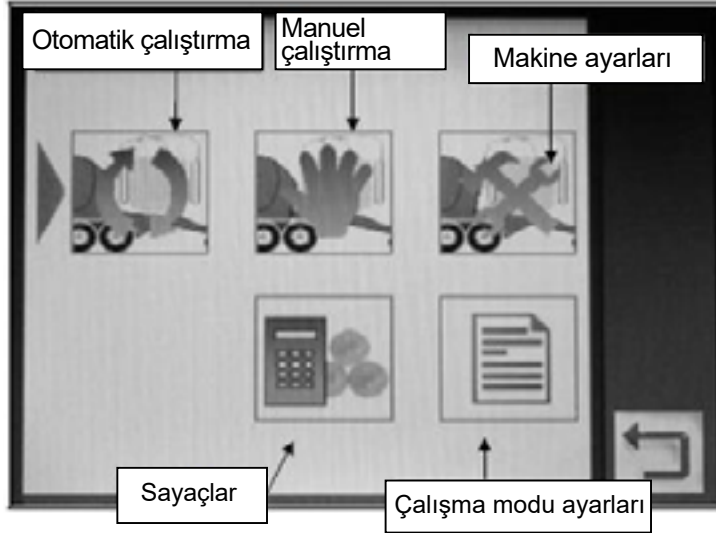 Otomatik çalıştırma
Manuel
çalıştırma
Makine ayarları
Sayaçlar
Çalışma modu ayarları